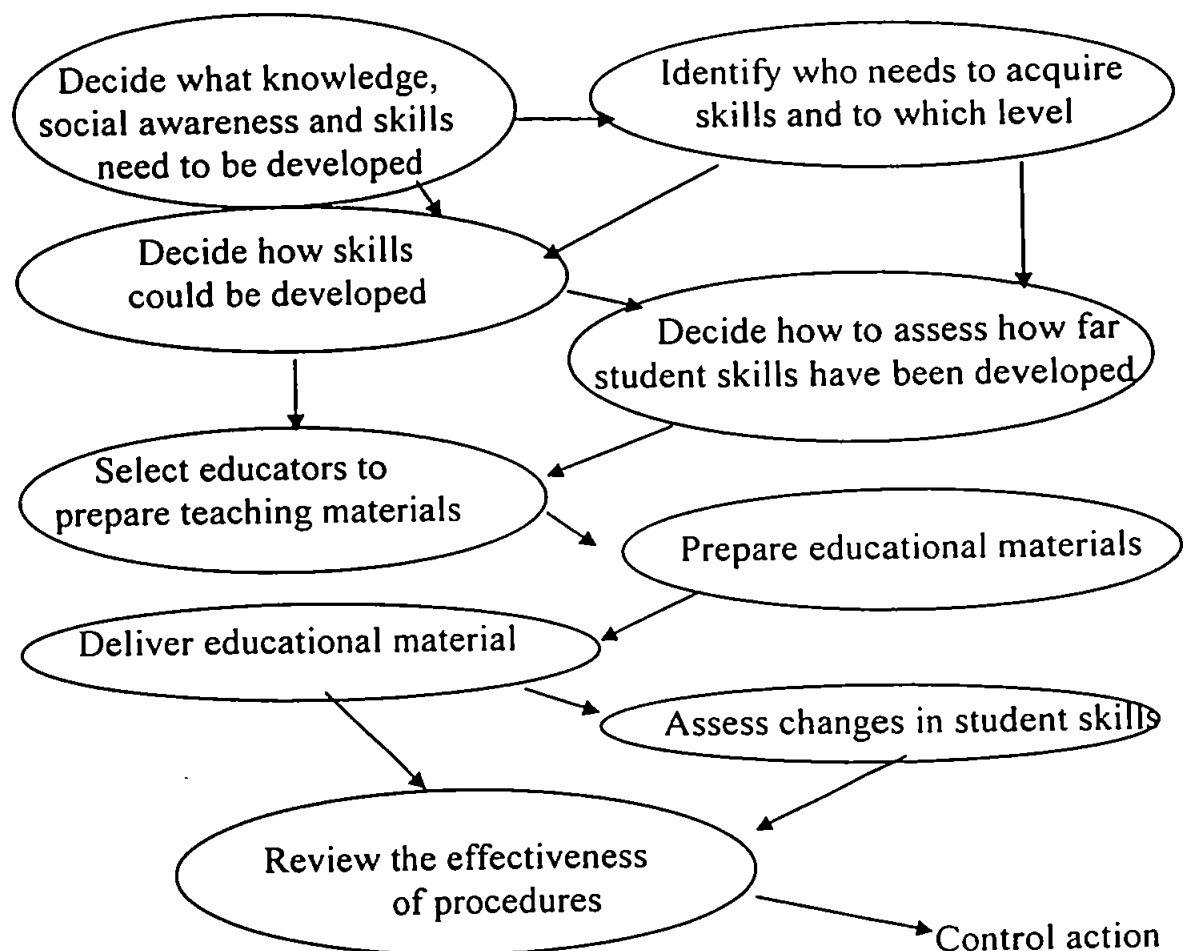 Decide what knowledge,
social awareness and skills
need to be developed
Identify who needs to acquire
skills and to which level
Decide how skills
could be developed
Decide how to assess how far
student skills have been developed
Select educators to
prepare teaching materials
Prepare educational materials
Deliver educational material
Assess changes in student skills
Review the effectiveness
of procedures
Control action